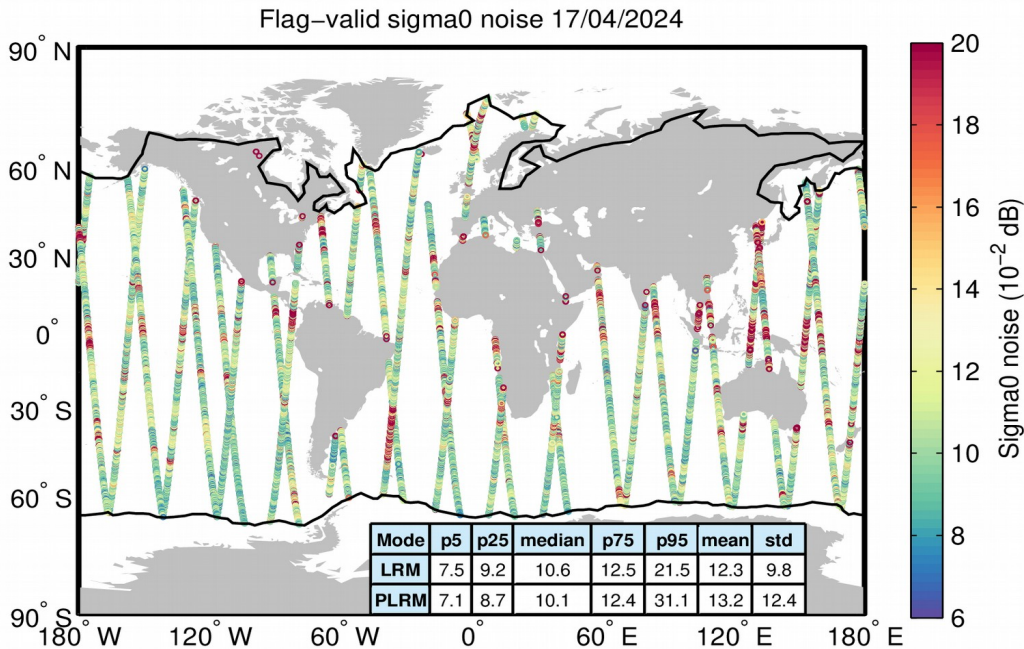 Flag−valid sigma0 noise 17/04/2024
90° N
60° N
30° N
0°
30° S
60° S
90° S
180° W 120° W 60° W 0° 60° E 120° E 180° E
Mode p5 p25 median p75 p95 mean std
LRM 7.5 9.2 10.6 12.5 21.5 12.3 9.8
PLRM 7.1 8.7 10.1 12.4 31.1 13.2 12.4
20
18
16
14
12
10
8
6
Sigma0 noise (10⁻² dB)